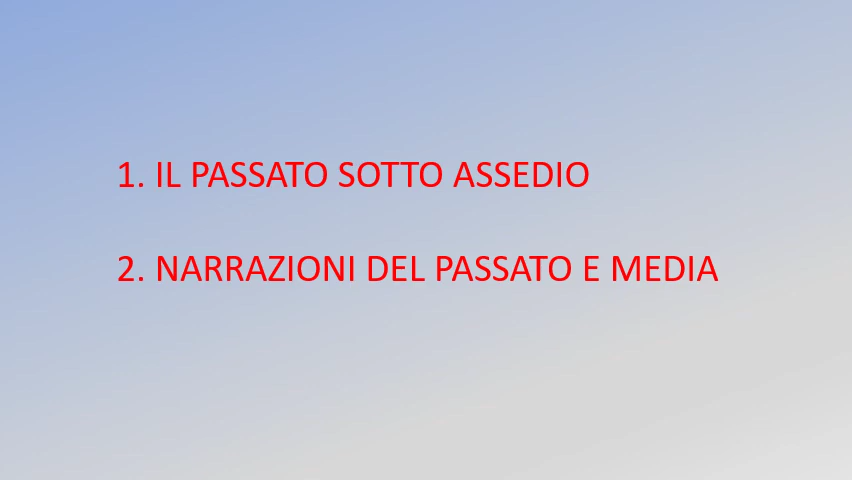 1. IL PASSATO SOTTO ASSEDIO
2. NARRAZIONI DEL PASSATO E MEDIA